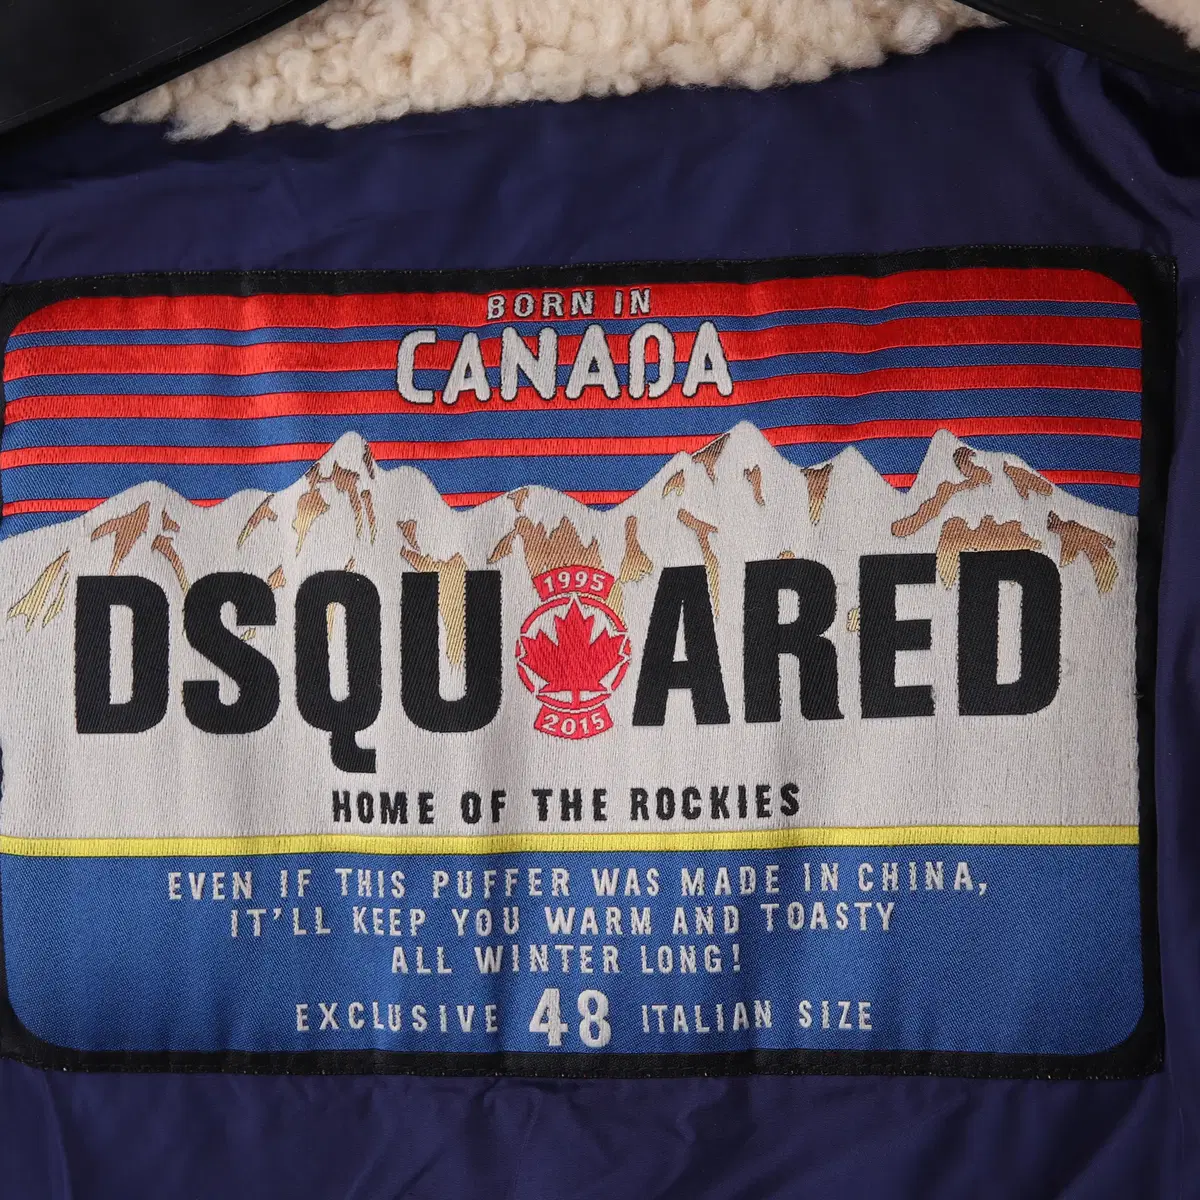 BORN IN
CANADA
DSQU ARED
1995
2015
HOME OF THE ROCKIES
EVEN IF THIS PUFFER WAS MADE IN CHINA,
IT'LL KEEP YOU WARM AND TOASTY
ALL WINTER LONG!
EXCLUSIVE 48 ITALIAN SIZE